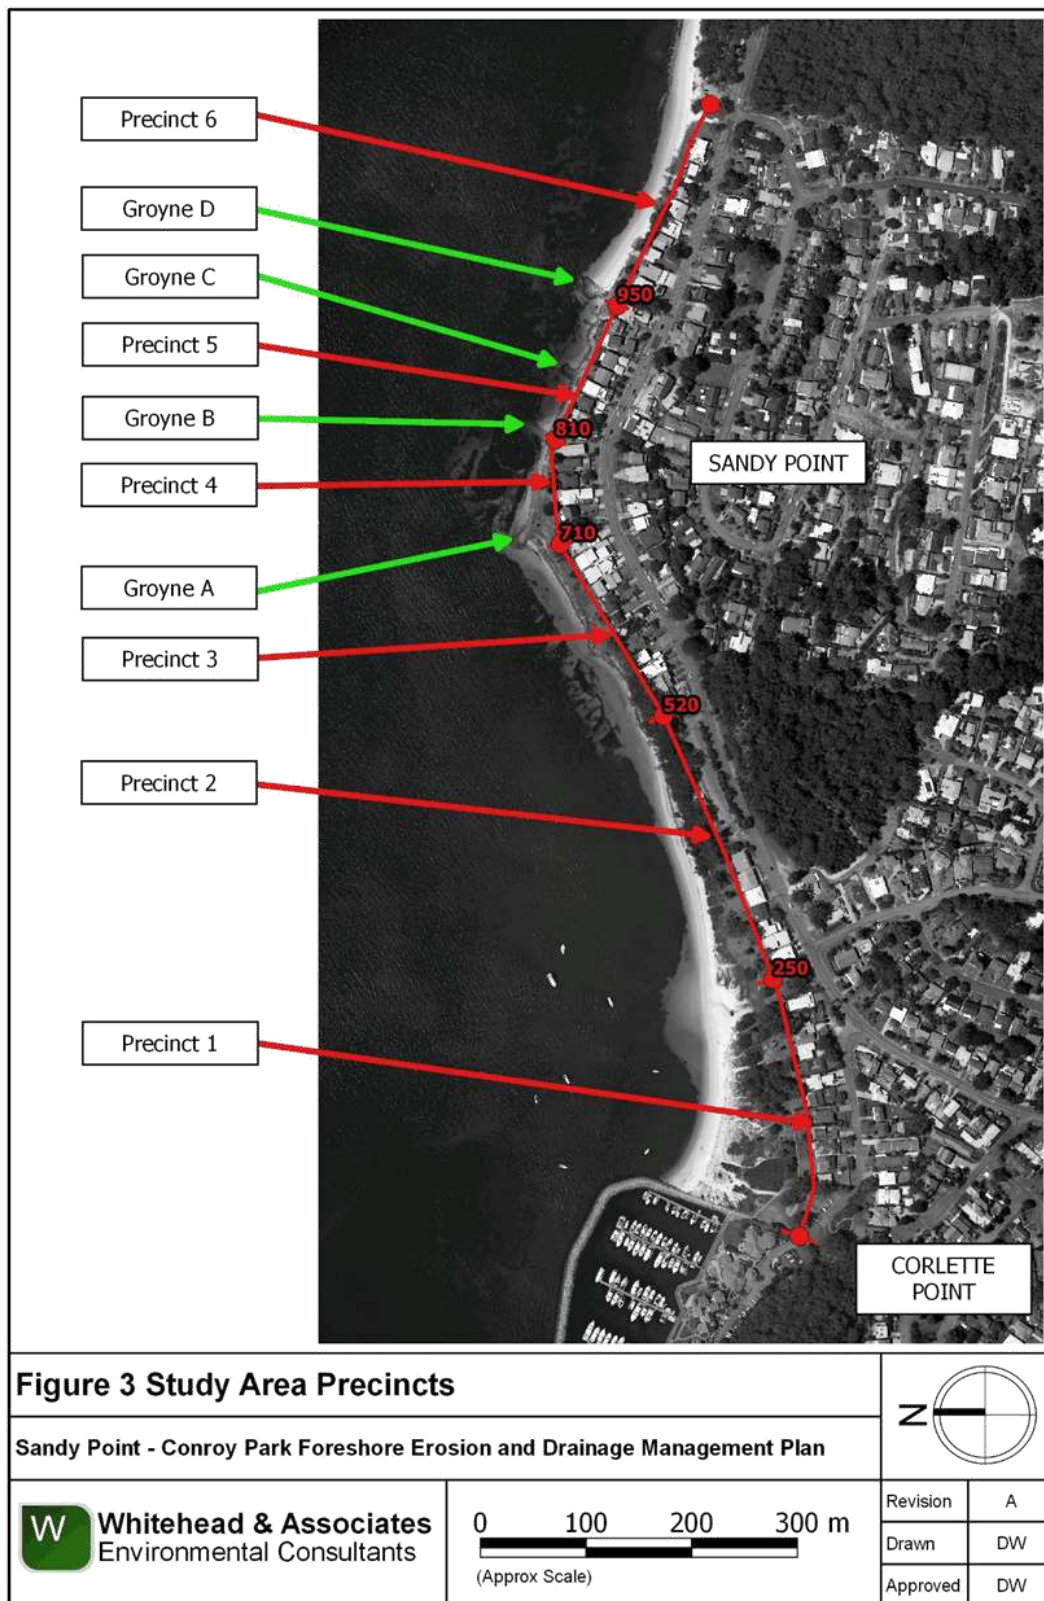 Precinct 6
Groyne D
Groyne C
Precinct 5
Groyne B
Precinct 4
Groyne A
Precinct 3
Precinct 2
Precinct 1
950
810
710
520
250
SANDY POINT
CORLETTE
POINT
Figure 3 Study Area Precincts
Sandy Point - Conroy Park Foreshore Erosion and Drainage Management Plan
N
W
Whitehead & Associates
Environmental Consultants
0 100 200 300 m
(Approx Scale)
Revision A
Drawn DW
Approved DW